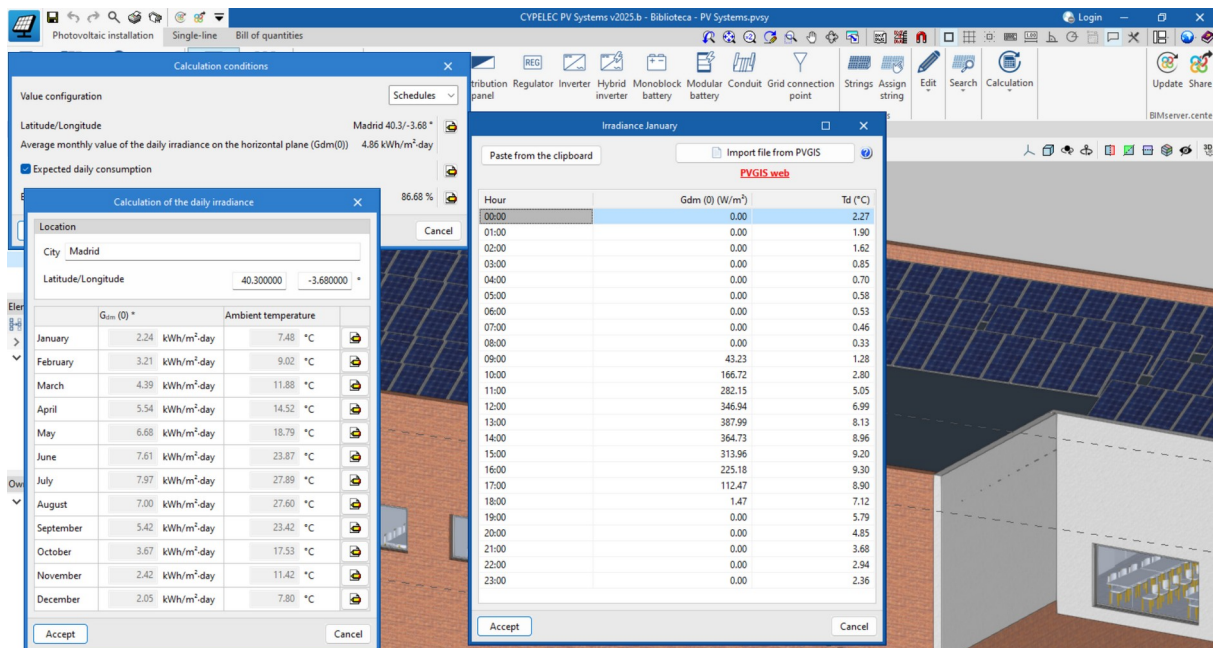 CYPELEC PV Systems v2025.b - Biblioteca - PV Systems.pvsy
Login
Photovoltaic installation Single-line Bill of quantities
tribution panel
REG
Regulator
Inverter
Hybrid inverter
Monoblock battery
Modular battery
Conduit
Grid connection point
Strings
Assign string
Edit
Search
Calculation
Update
Share
BIMserver.cente
Calculation conditions
Value configuration Schedules
Latitude/Longitude Madrid 40.3/-3.68 °
Average monthly value of the daily irradiance on the horizontal plane (Gdm(0)) 4.86 kWh/m²·day
Expected daily consumption
86.68 %
Cancel
Eler
Own
Calculation of the daily irradiance
Location
City Madrid
Latitude/Longitude 40.300000 -3.680000 °
Gdm (0) * Ambient temperature
January 2.24 kWh/m²·day 7.48 °C
February 3.21 kWh/m²·day 9.02 °C
March 4.39 kWh/m²·day 11.88 °C
April 5.54 kWh/m²·day 14.52 °C
May 6.68 kWh/m²·day 18.79 °C
June 7.61 kWh/m²·day 23.87 °C
July 7.97 kWh/m²·day 27.89 °C
August 7.00 kWh/m²·day 27.60 °C
September 5.42 kWh/m²·day 23.42 °C
October 3.67 kWh/m²·day 17.53 °C
November 2.42 kWh/m²·day 11.42 °C
December 2.05 kWh/m²·day 7.80 °C
Accept Cancel
Irradiance January
Paste from the clipboard Import file from PVGIS
PVGIS web
Hour Gdm (0) (W/m²) Td (°C)
00:00 0.00 2.27
01:00 0.00 1.90
02:00 0.00 1.62
03:00 0.00 0.85
04:00 0.00 0.70
05:00 0.00 0.58
06:00 0.00 0.53
07:00 0.00 0.46
08:00 0.00 0.33
09:00 43.23 1.28
10:00 166.72 2.80
11:00 282.15 5.05
12:00 346.94 6.99
13:00 387.99 8.13
14:00 364.73 8.96
15:00 313.96 9.20
16:00 225.18 9.30
17:00 112.47 8.90
18:00 1.47 7.12
19:00 0.00 5.79
20:00 0.00 4.85
21:00 0.00 3.68
22:00 0.00 2.94
23:00 0.00 2.36
Accept Cancel